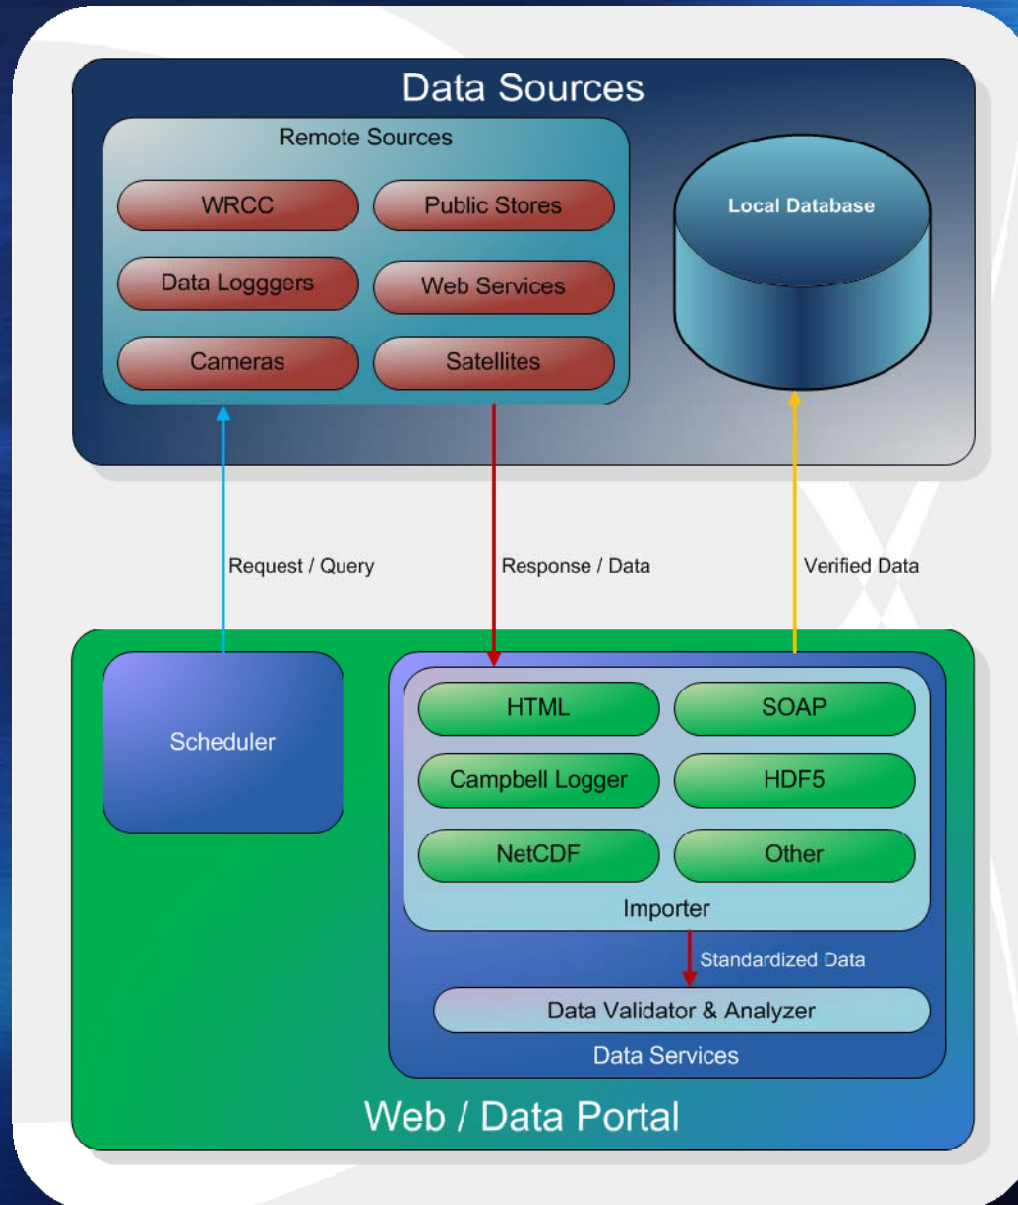 Data Sources
Remote Sources
WRCC
Public Stores
Data Logggers
Web Services
Cameras
Satellites
Local Database
Request / Query
Response / Data
Verified Data
Scheduler
HTML
SOAP
Campbell Logger
HDF5
NetCDF
Other
Importer
Standardized Data
Data Validator & Analyzer
Data Services
Web / Data Portal